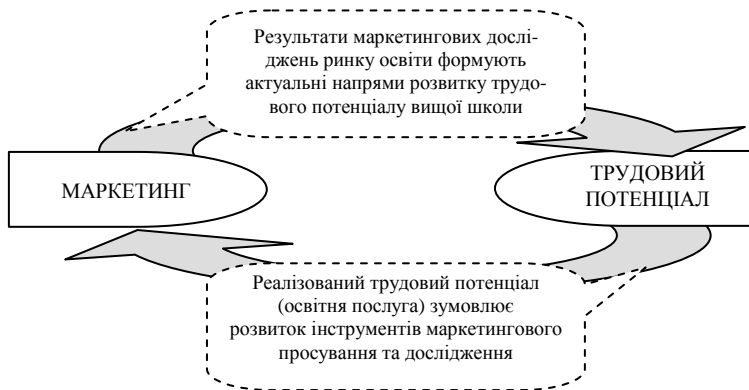 Результати маркетингових дослі-
джень ринку освіти формують
актуальні напрями розвитку трудо-
вого потенціалу вищої школи
МАРКЕТИНГ
ТРУДОВИЙ
ПОТЕНЦІАЛ
Реалізований трудовий потенціал
(освітня послуга) зумовлює
розвиток інструментів маркетингового
просування та дослідження